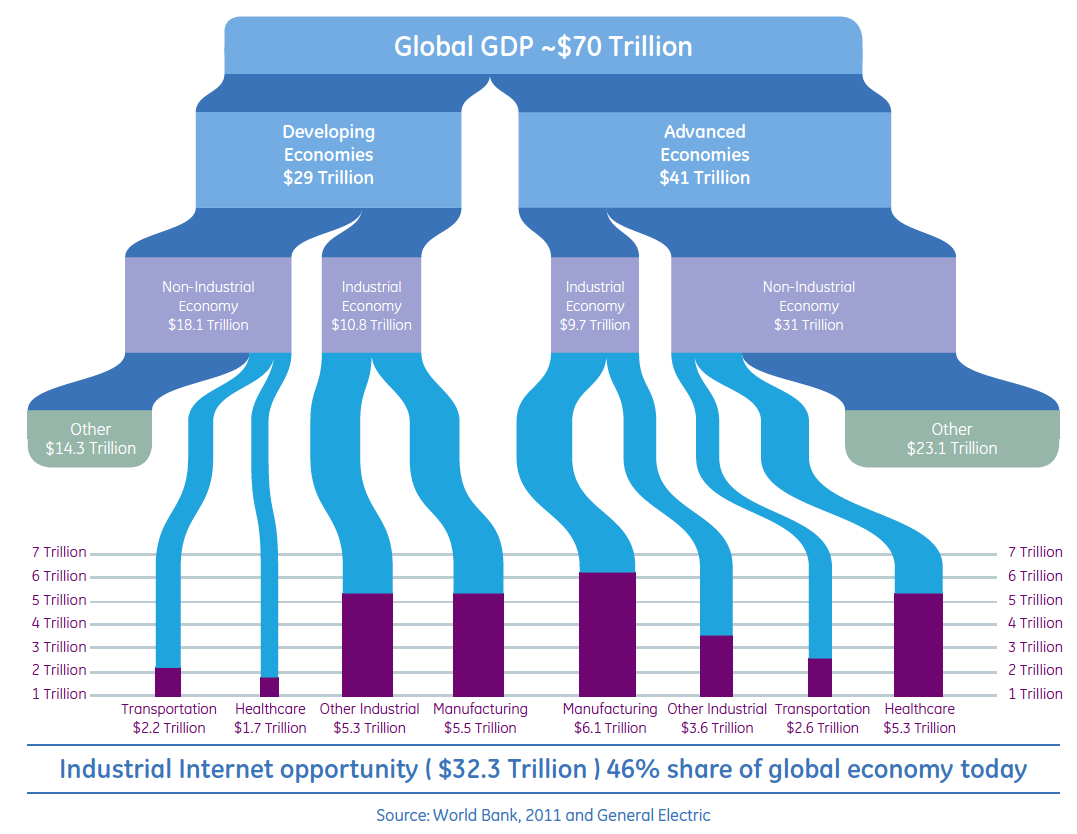 Global GDP ~$70 Trillion
Developing
Economies
$29 Trillion
Advanced
Economies
$41 Trillion
Non-Industrial
Economy
$18.1 Trillion
Industrial
Economy
$10.8 Trillion
Industrial
Economy
$9.7 Trillion
Non-Industrial
Economy
$31 Trillion
Other
$14.3 Trillion
Other
$23.1 Trillion
7 Trillion
6 Trillion
5 Trillion
4 Trillion
3 Trillion
2 Trillion
1 Trillion
7 Trillion
6 Trillion
5 Trillion
4 Trillion
3 Trillion
2 Trillion
1 Trillion
Transportation
$2.2 Trillion
Healthcare
$1.7 Trillion
Other Industrial
$5.3 Trillion
Manufacturing
$5.5 Trillion
Manufacturing
$6.1 Trillion
Other Industrial
$3.6 Trillion
Transportation
$2.6 Trillion
Healthcare
$5.3 Trillion
Industrial Internet opportunity ( $32.3 Trillion ) 46% share of global economy today
Source: World Bank, 2011 and General Electric